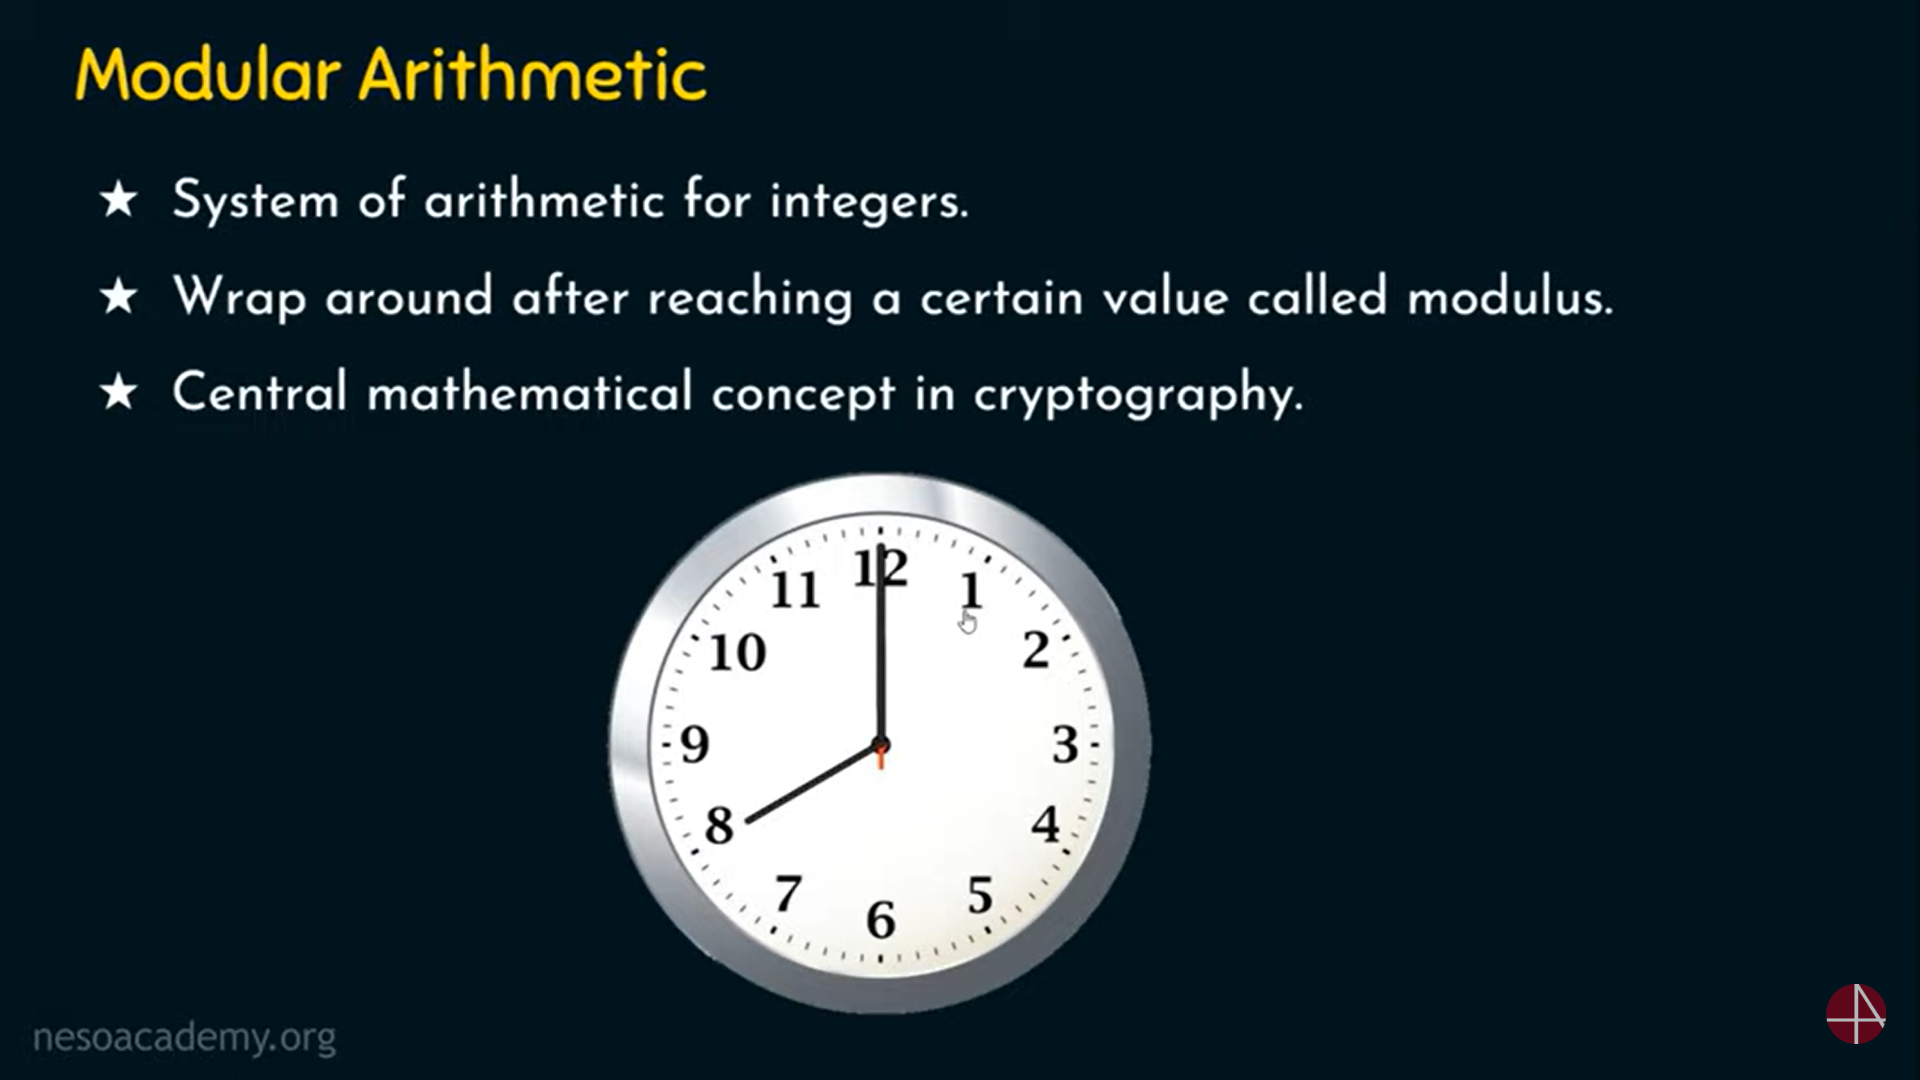 Modular Arithmetic
★ System of arithmetic for integers.
★ Wrap around after reaching a certain value called modulus.
★ Central mathematical concept in cryptography.
12
11
1
10
2
9
3
8
4
7
5
6
nesoacademy.org